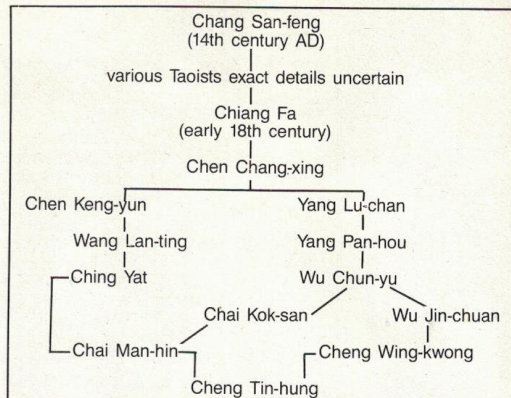 Chang San-feng
(14th century AD)
various Taoists exact details uncertain
Chiang Fa
(early 18th century)
Chen Chang-xing
Chen Keng-yun
Yang Lu-chan
Wang Lan-ting
Yang Pan-hou
Ching Yat
Wu Chun-yu
Chai Kok-san
Wu Jin-chuan
Chai Man-hin
Cheng Wing-kwong
Cheng Tin-hung